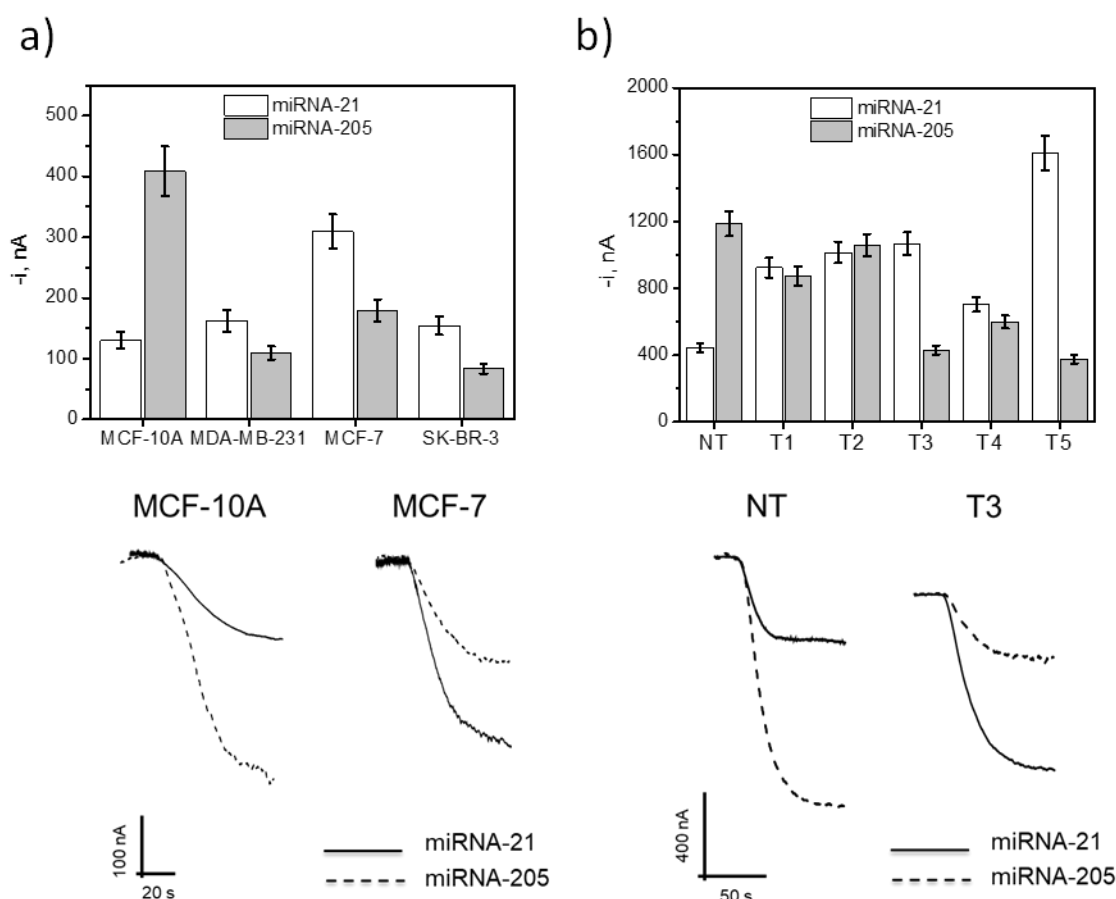 a)
-i, nA
500
400
300
200
100
0
miRNA-21
miRNA-205
MCF-10A MDA-MB-231 MCF-7 SK-BR-3
MCF-10A MCF-7
100 nA
20 s
miRNA-21
miRNA-205
b)
-i, nA
2000
1600
1200
800
400
0
miRNA-21
miRNA-205
NT T1 T2 T3 T4 T5
NT T3
400 nA
50 s
miRNA-21
miRNA-205